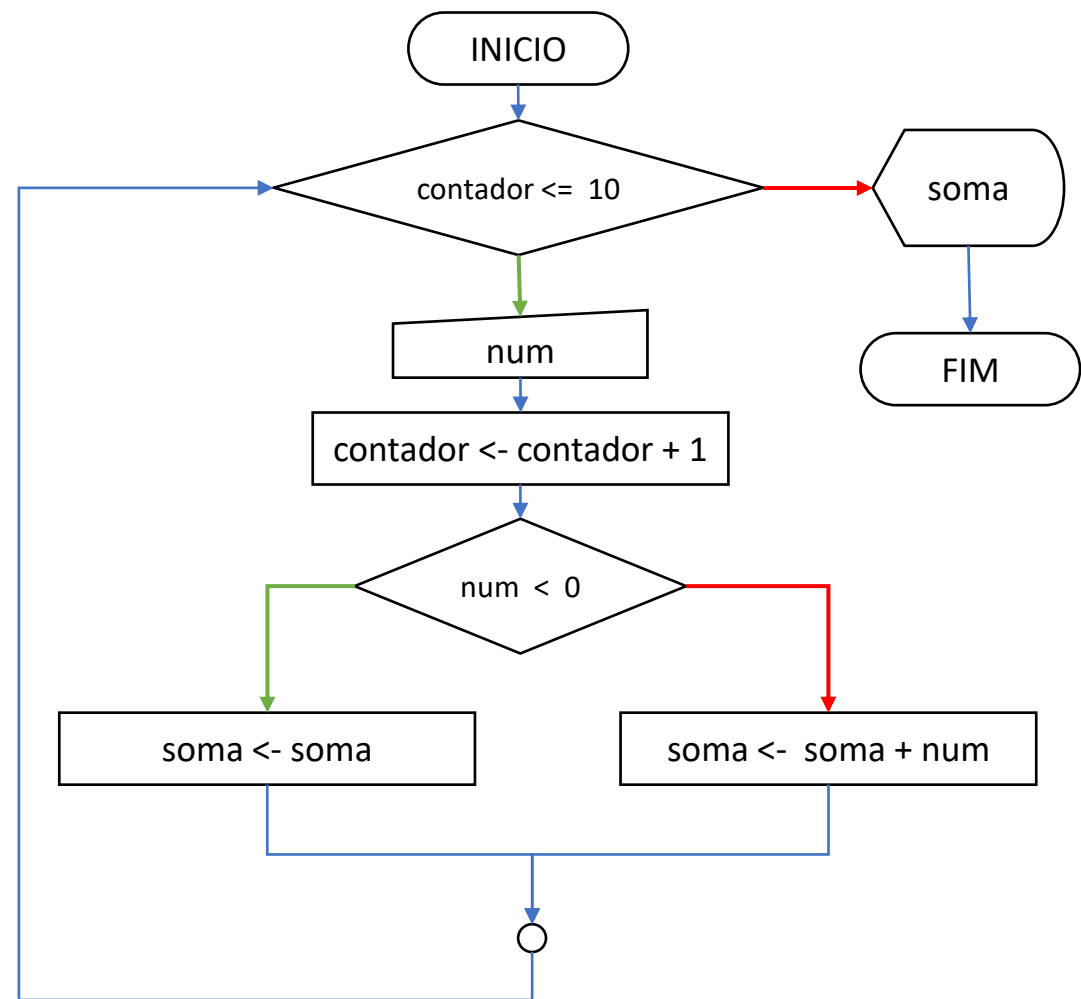 INICIO
contador <= 10
soma
num
FIM
contador <- contador + 1
num < 0
soma <- soma
soma <- soma + num